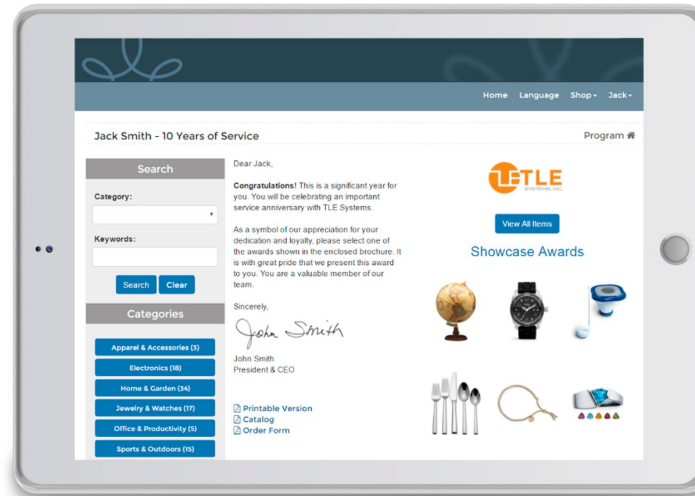 Home Language Shop Jack
Jack Smith - 10 Years of Service
Program
Search
Category:
Keywords:
Search Clear
Categories
Apparel & Accessories (3)
Electronics (18)
Home & Garden (34)
Jewelry & Watches (17)
Office & Productivity (5)
Sports & Outdoors (15)
Dear Jack,
Congratulations! This is a significant year for
you. You will be celebrating an important
service anniversary with TLE Systems.
As a symbol of our appreciation for your
dedication and loyalty, please select one of
the awards shown in the enclosed brochure. It
is with great pride that we present this award
to you. You are a valuable member of our
team.
Sincerely,
John Smith
John Smith
President & CEO
Printable Version
Catalog
Order Form
TLE
SYSTEMS, INC.
View All Items
Showcase Awards